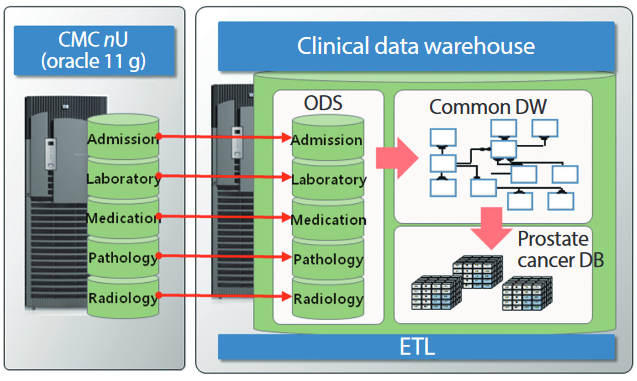 CMC nU
(oracle 11 g)
Admission
Laboratory
Medication
Pathology
Radiology
Clinical data warehouse
ODS
Admission
Laboratory
Medication
Pathology
Radiology
Common DW
Prostate
cancer DB
ETL